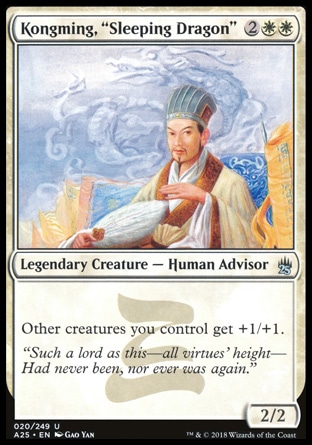 Kongming, “Sleeping Dragon” 2
Legendary Creature — Human Advisor 25
Other creatures you control get +1/+1.
“Such a lord as this—all virtues’ height—
Had never been, nor ever was again.”
2/2
020/249 U
A25 • EN Gao Yan ™ & © 2018 Wizards of the Coast